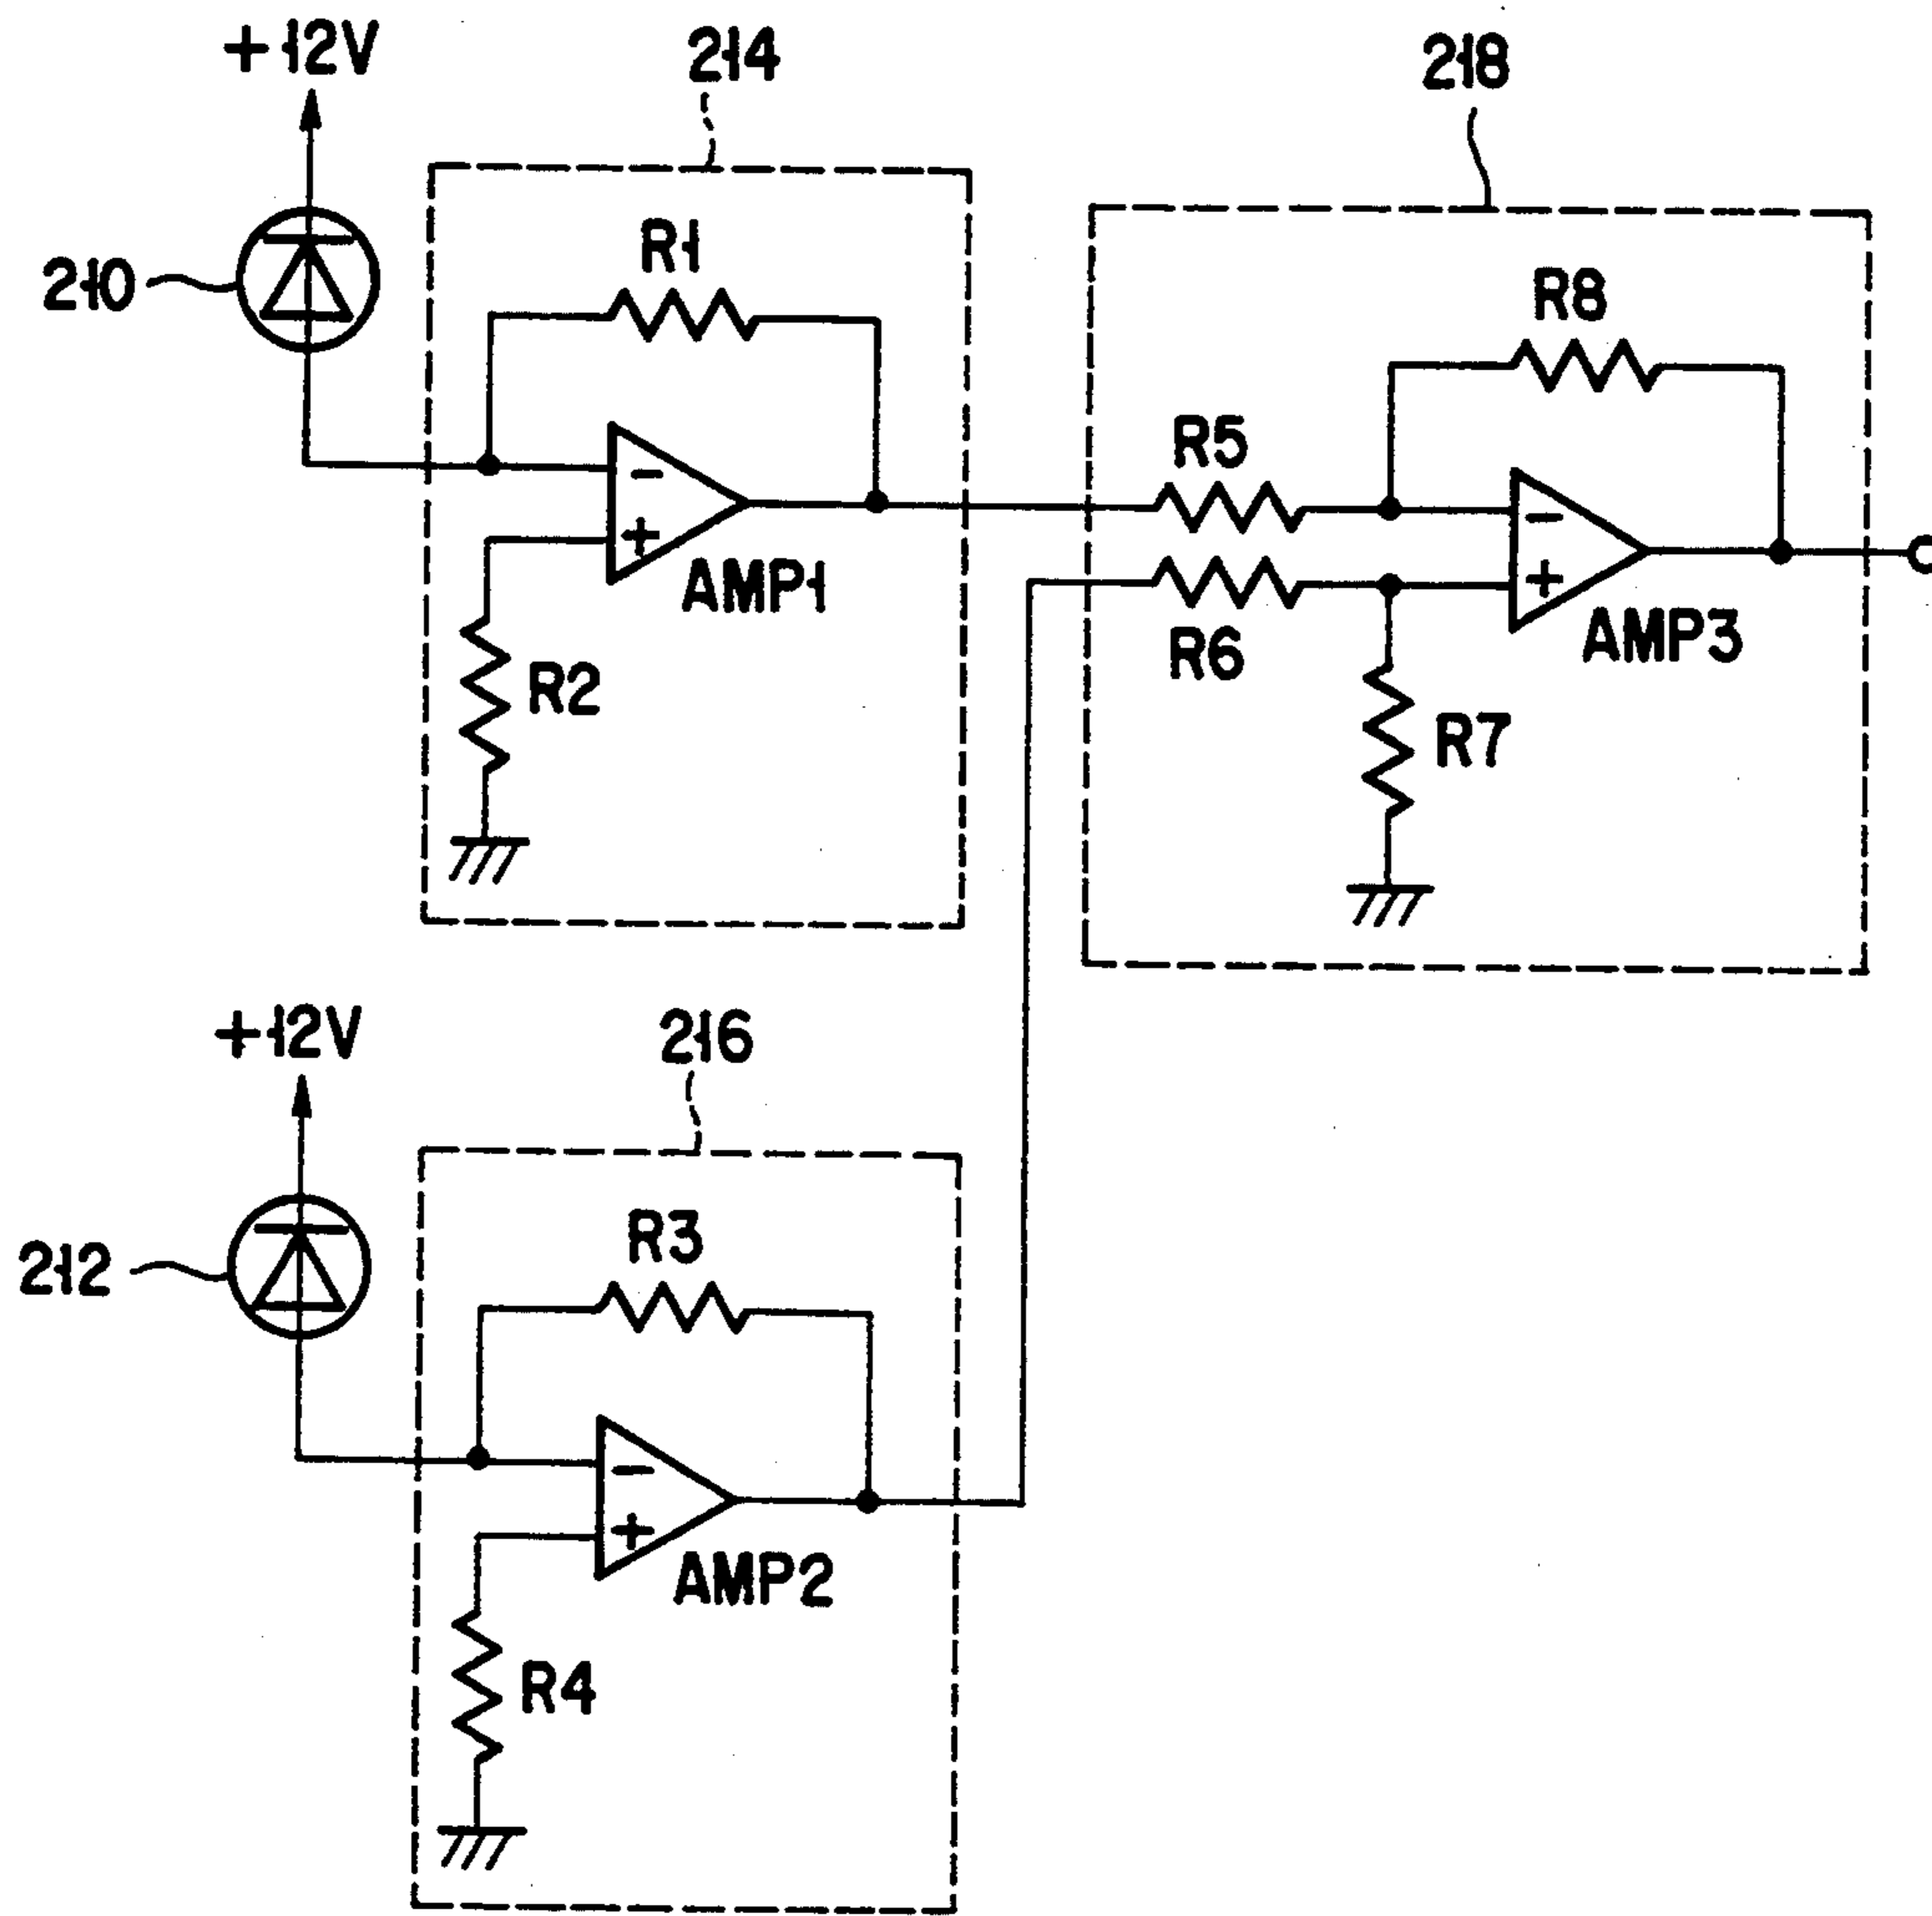 +12V
214
218
210
R1
R8
R5
-
+
AMP1
-
+
AMP3
R6
R2
R7
+12V
216
212
R3
-
+
AMP2
R4